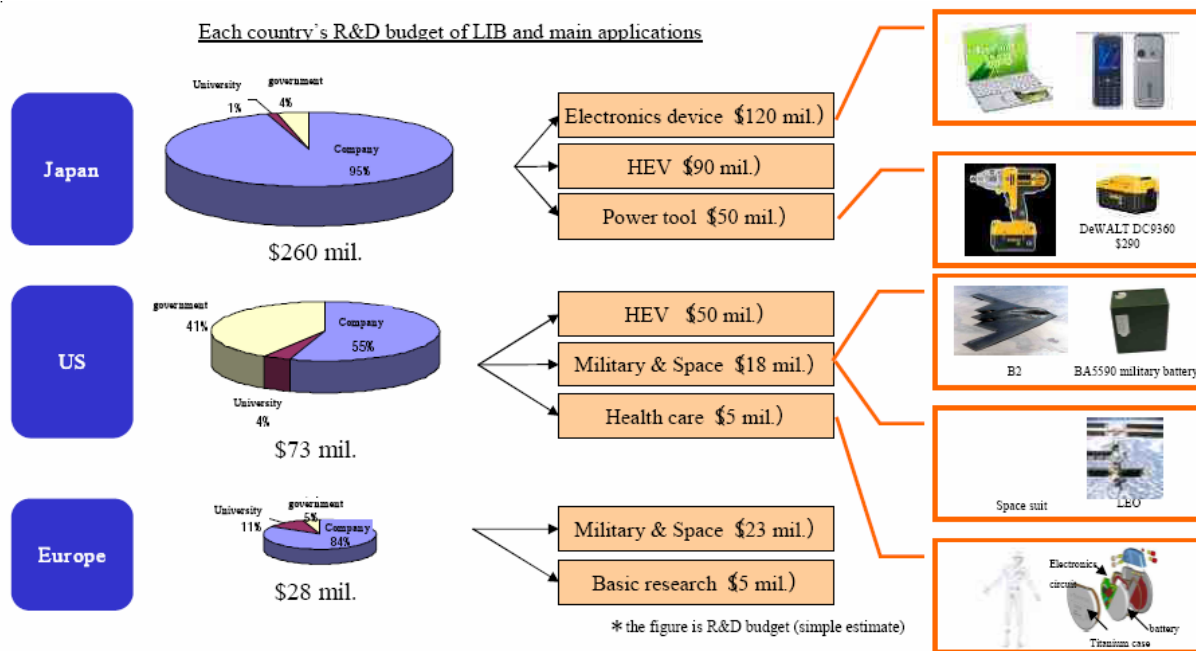 Each country's R&D budget of LIB and main applications
Japan
University
1%
government
4%
Company
95%
$260 mil.
Electronics device ($120 mil.)
HEV ($90 mil.)
Power tool ($50 mil.)
DeWALT DC9360
$290
US
government
41%
Company
55%
University
4%
$73 mil.
HEV ($50 mil.)
Military & Space ($18 mil.)
Health care ($5 mil.)
B2
BA5590 military battery
Space suit
LEO
Europe
University
11%
government
5%
Company
84%
$28 mil.
Military & Space ($23 mil.)
Basic research ($5 mil.)
Electronics
circuit
battery
Titanium case
*the figure is R&D budget (simple estimate)